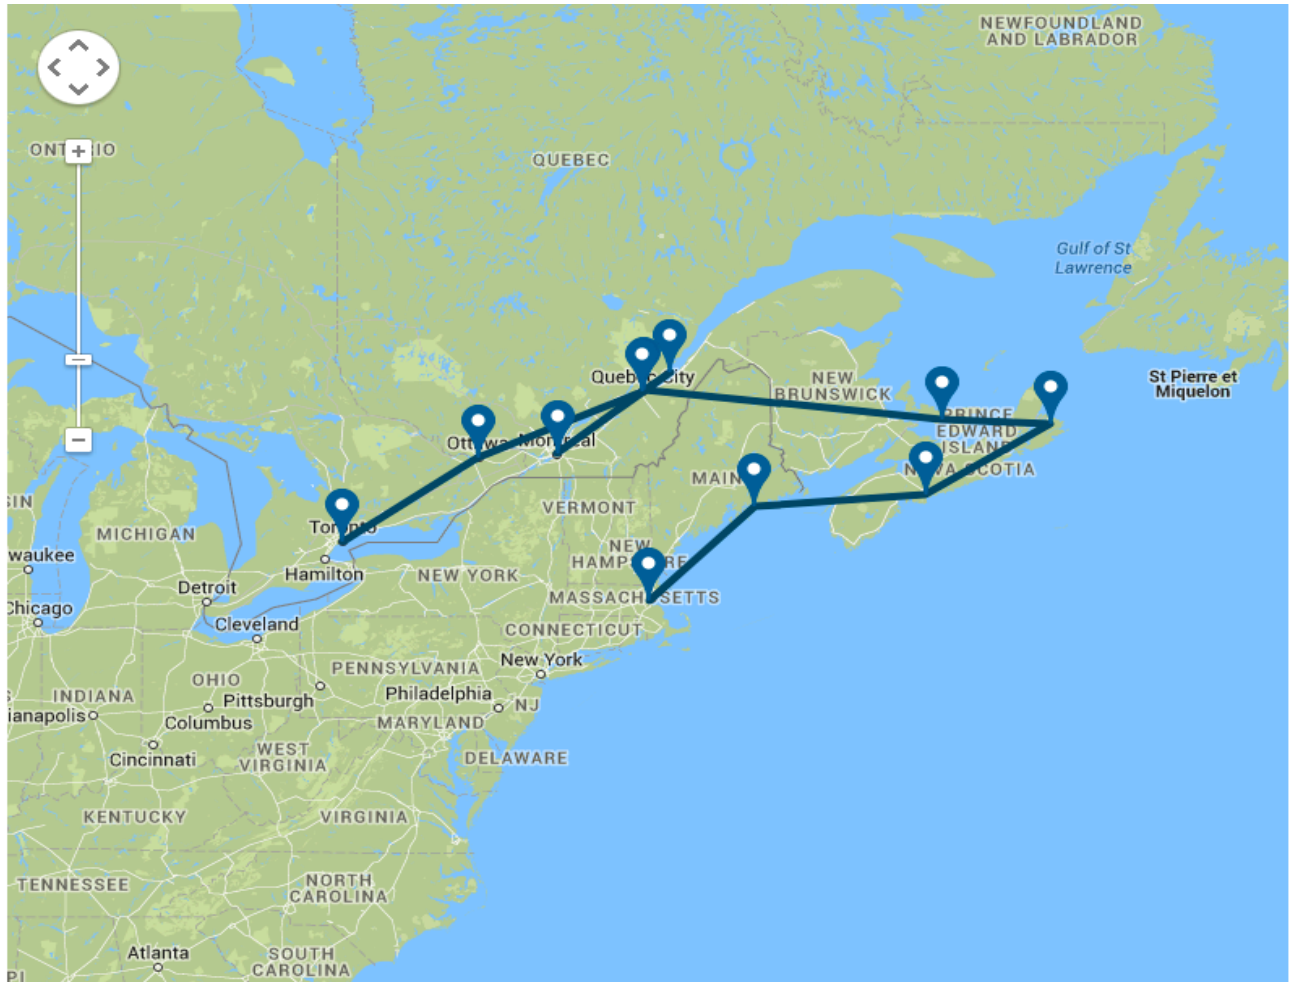 NEWFOUNDLAND
AND LABRADOR
ONTARIO
QUEBEC
Gulf of St
Lawrence
Quebec City
NEW
BRUNSWICK
St Pierre et
Miquelon
PRINCE
EDWARD
ISLAND
Ottawa
Montreal
NOVA SCOTIA
MAINE
SIN
VERMONT
Toronto
MICHIGAN
NEW
HAMPSHIRE
waukee
Hamilton
NEW YORK
Detroit
MASSACHUSETTS
Chicago
Cleveland
CONNECTICUT
New York
PENNSYLVANIA
OHIO
INDIANA
Pittsburgh
Philadelphia
NJ
ianapolis
Columbus
MARYLAND
WEST
VIRGINIA
Cincinnati
DELAWARE
KENTUCKY
VIRGINIA
TENNESSEE
NORTH
CAROLINA
Atlanta
SOUTH
CAROLINA
PI